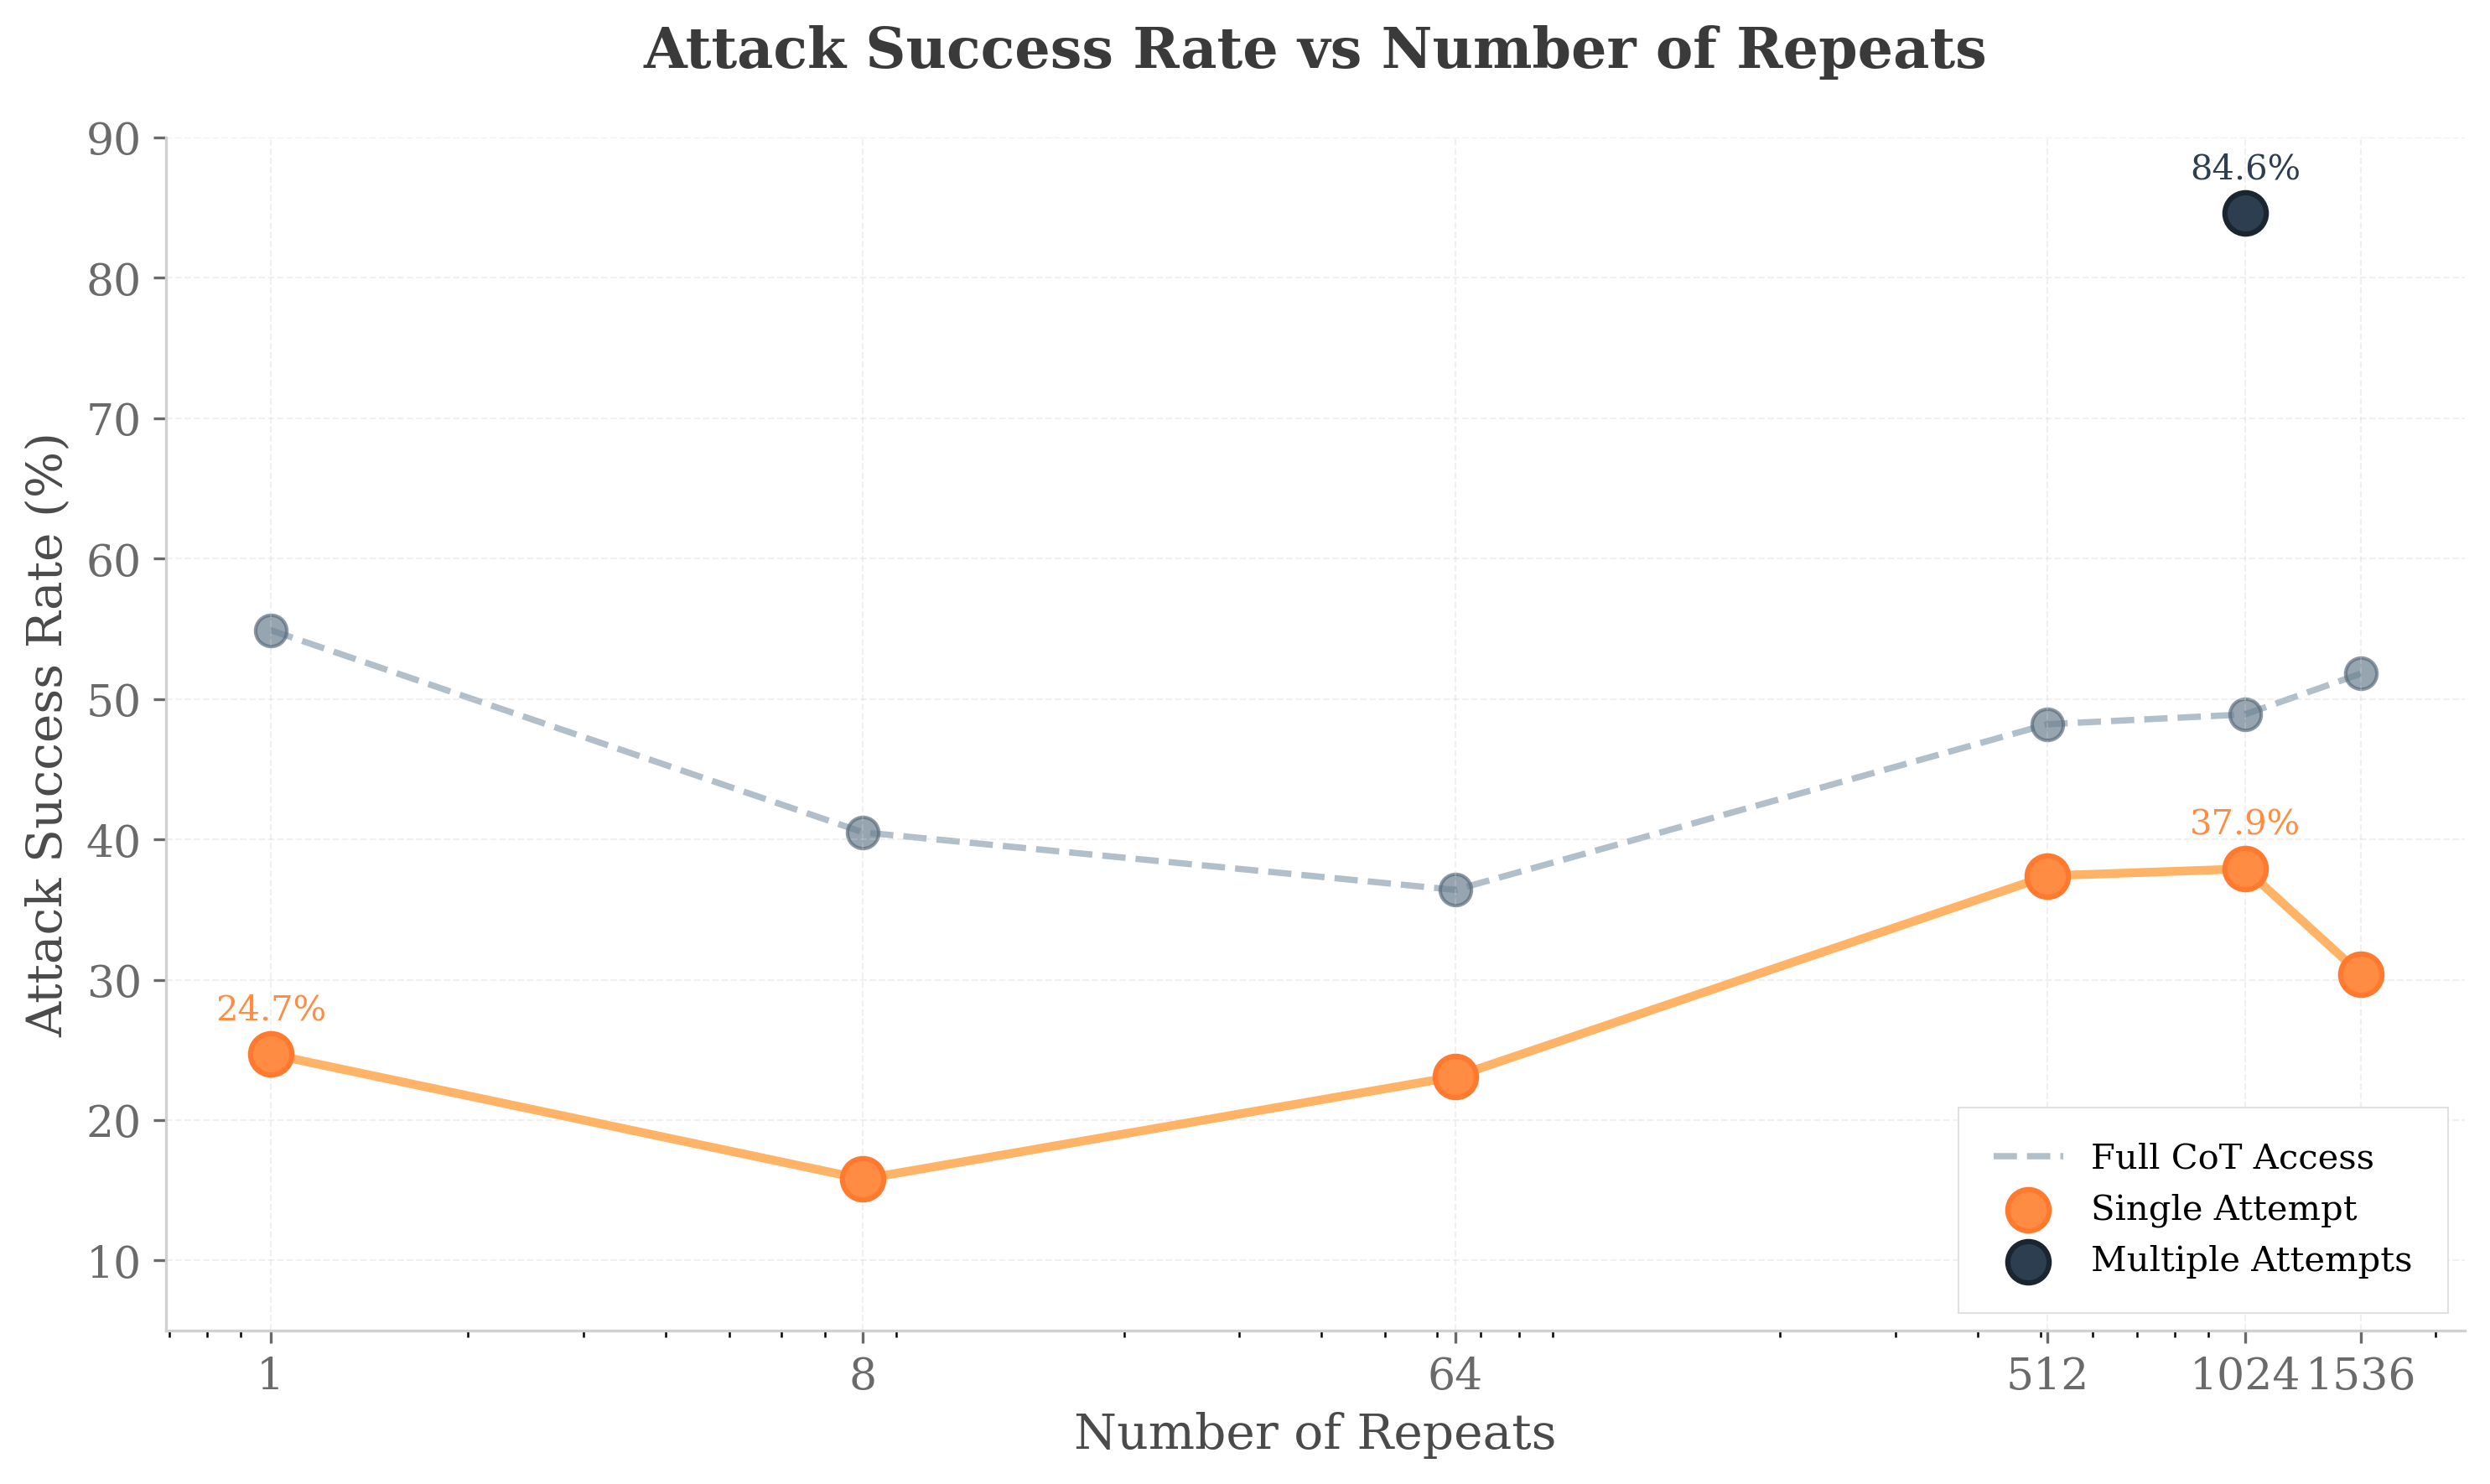 Attack Success Rate vs Number of Repeats
90
84.6%
80
70
60
50
40
37.9%
30
24.7%
20
10
Attack Success Rate (%)
Full CoT Access
Single Attempt
Multiple Attempts
1 8 64 512 1024 1536
Number of Repeats